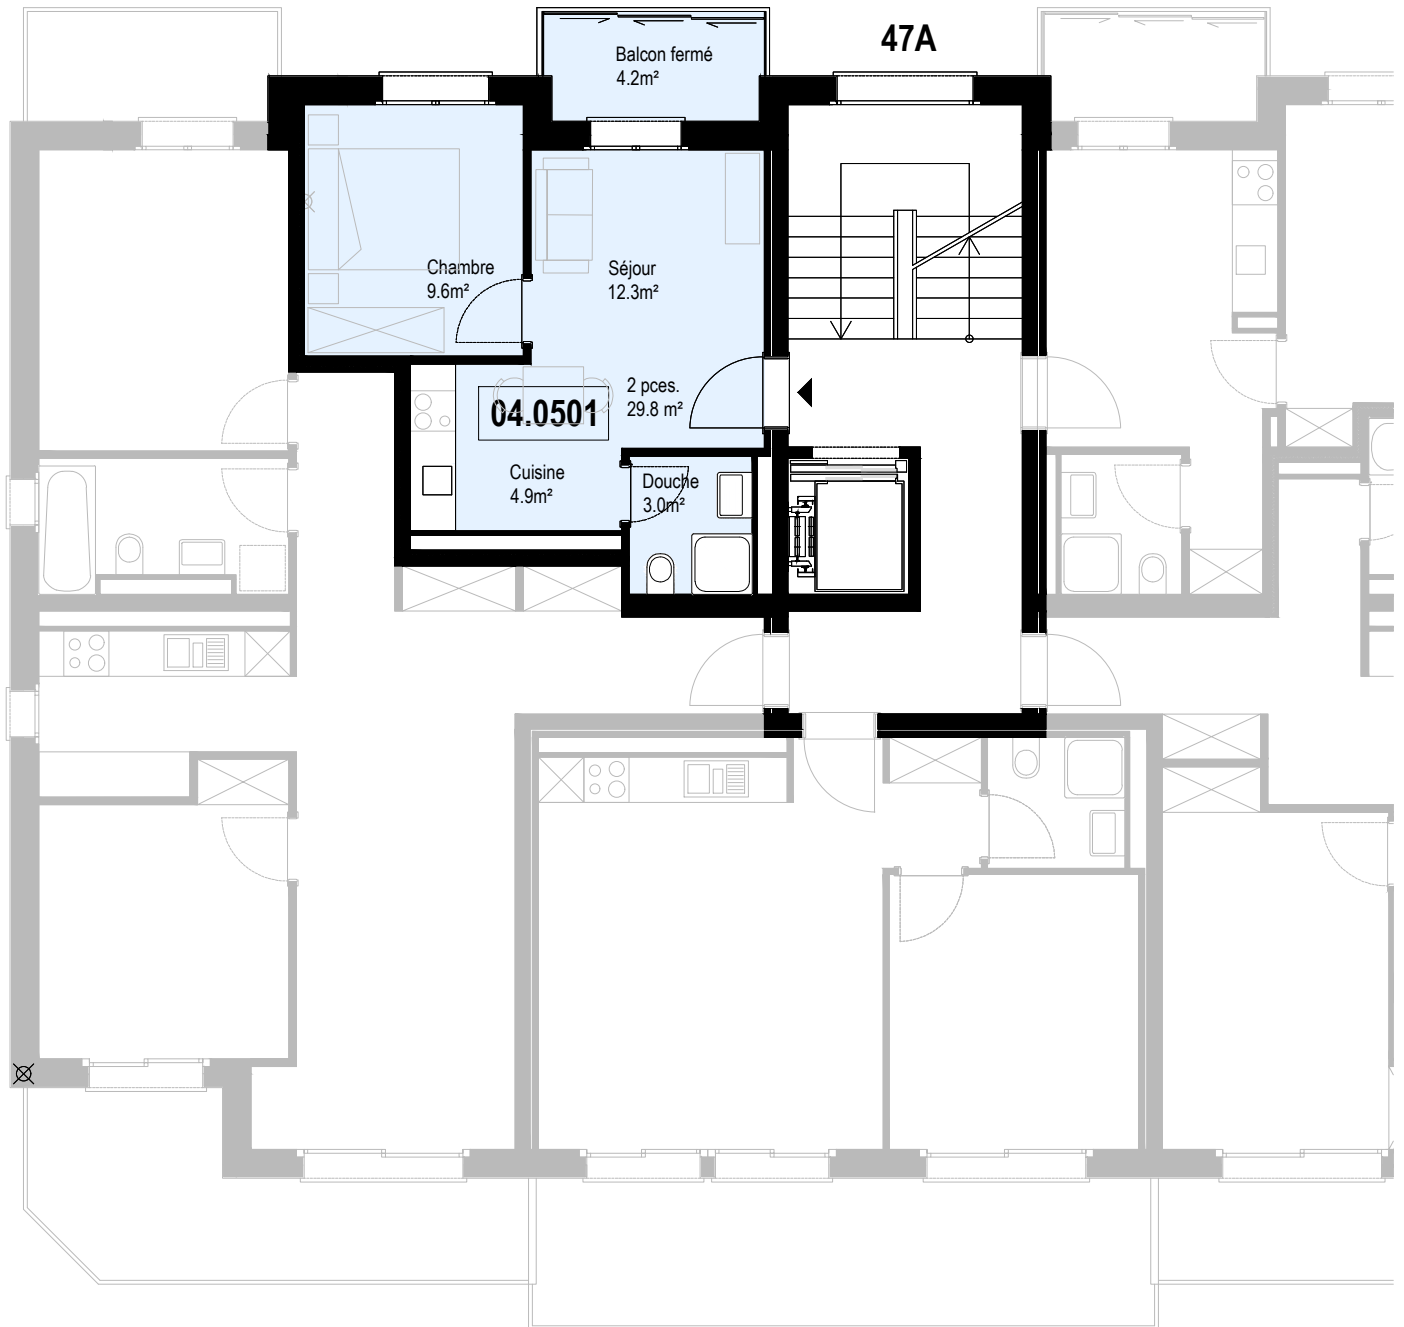 47A
Balcon fermé
4.2m²
Chambre
9.6m²
Séjour
12.3m²
2 pces.
29.8 m²
04.0501
Cuisine
4.9m²
Douche
3.0m²